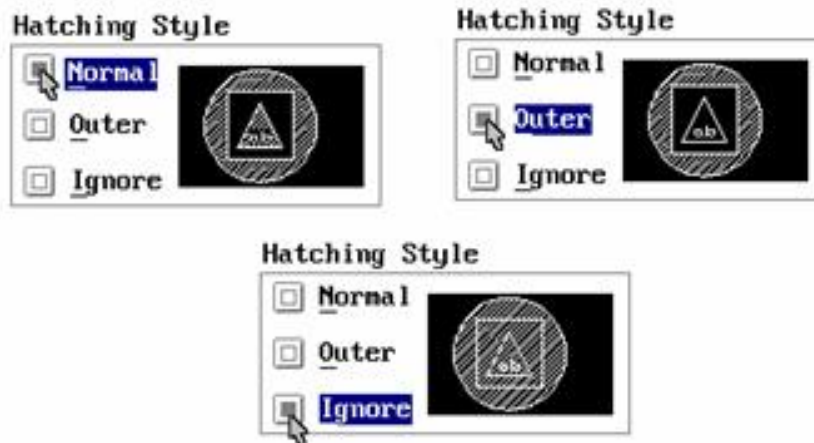 Hatching Style
Normal
Outer
Ignore
ab
Hatching Style
Normal
Outer
Ignore
ab
Hatching Style
Normal
Outer
Ignore
ab